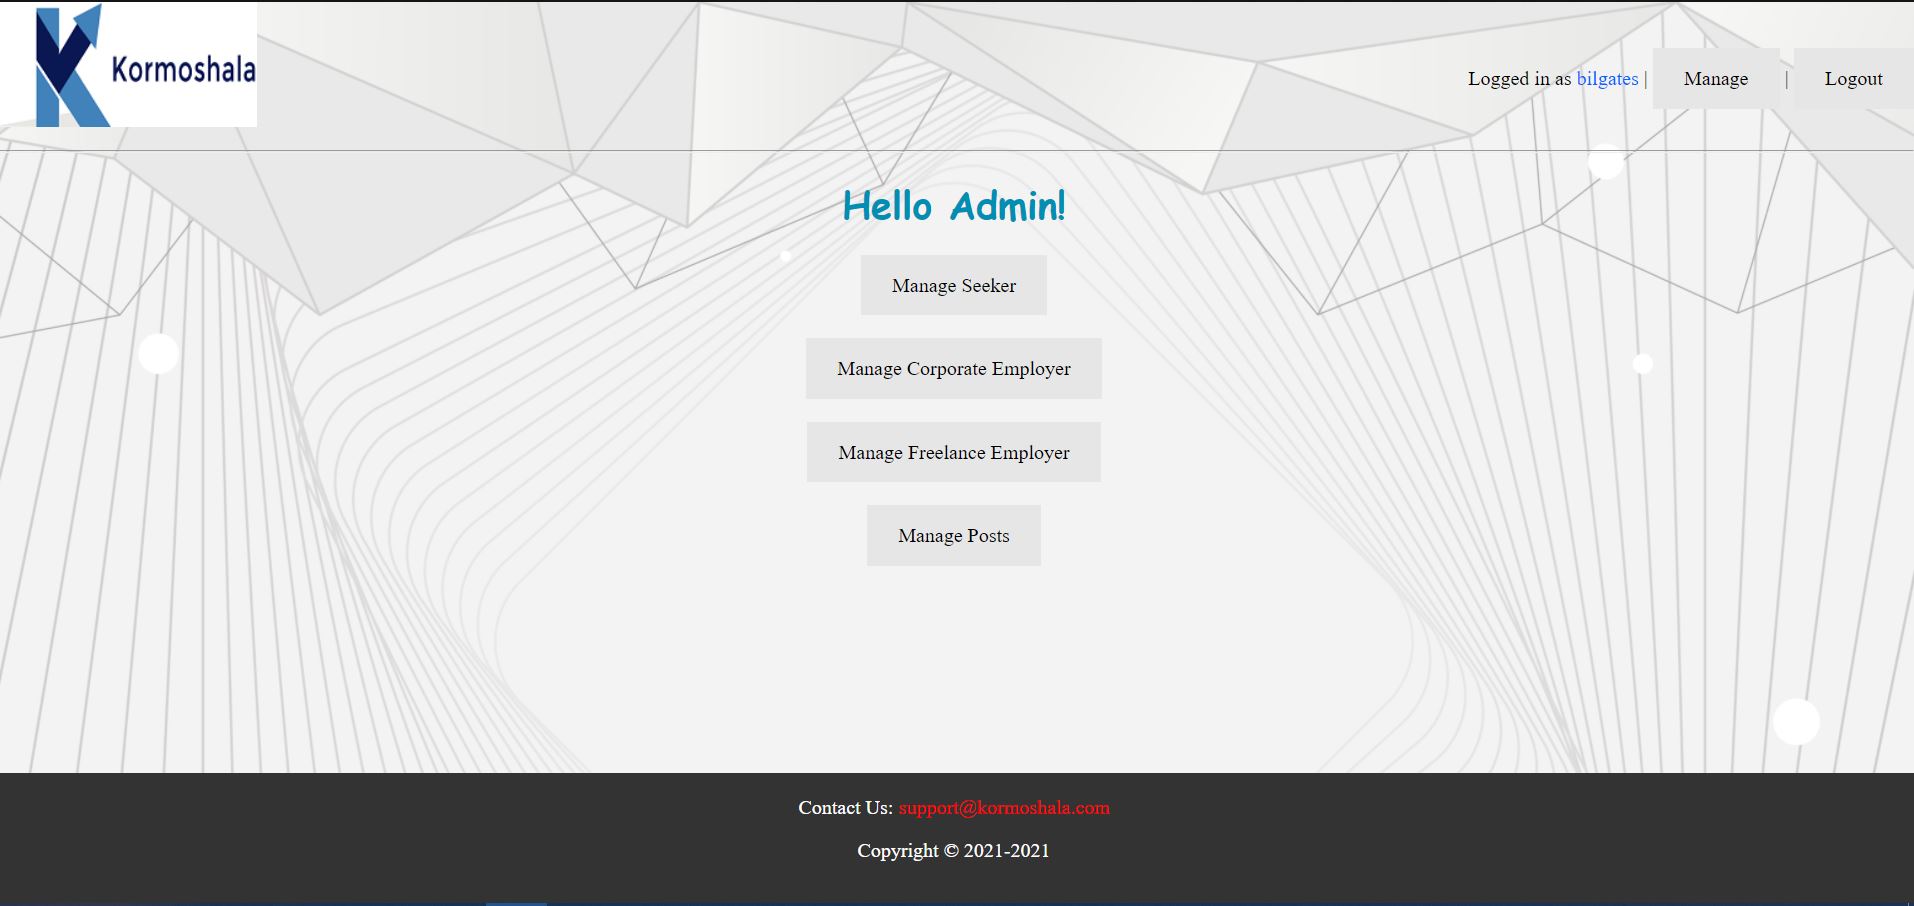 Kormoshala
Logged in as bilgates | Manage | Logout
Hello Admin!
Manage Seeker
Manage Corporate Employer
Manage Freelance Employer
Manage Posts
Contact Us: support@kormoshala.com
Copyright © 2021-2021